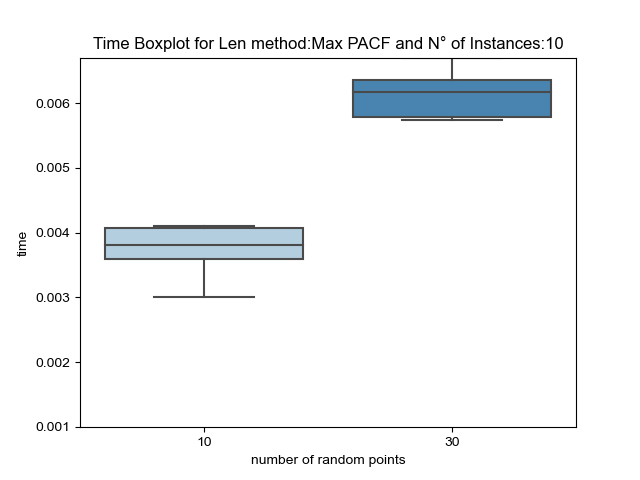 Time Boxplot for Len method:Max PACF and N° of Instances:10
0.006
0.005
0.004
0.003
0.002
0.001
time
10
30
number of random points